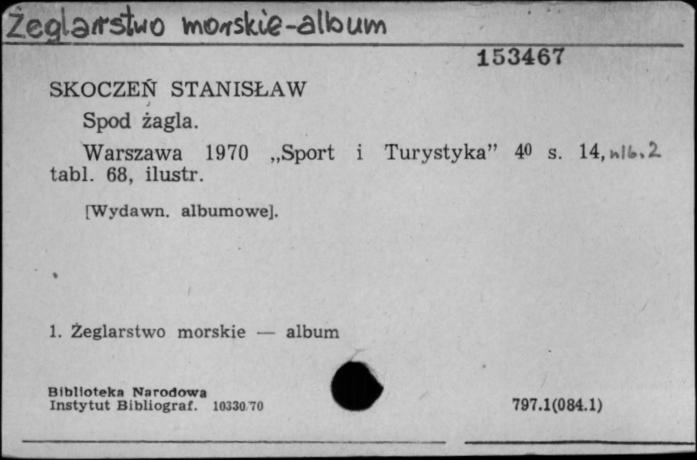 Żeglarstwo morskie-album
153467
SKOCZEŃ STANISŁAW
Spod żagla.
Warszawa 1970 „Sport i Turystyka” 4⁰ s. 14, nlb. 2
tabl. 68, ilustr.
[Wydawn. albumowe].
1. Żeglarstwo morskie — album
Biblioteka Narodowa
Instytut Bibliograf. 10330/70
797.1(084.1)